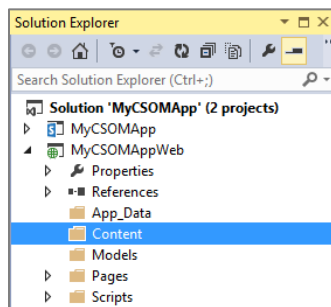 Solution Explorer
Search Solution Explorer (Ctrl+;)
Solution 'MyCSOMApp' (2 projects)
MyCSOMApp
MyCSOMAppWeb
Properties
References
App_Data
Content
Models
Pages
Scripts